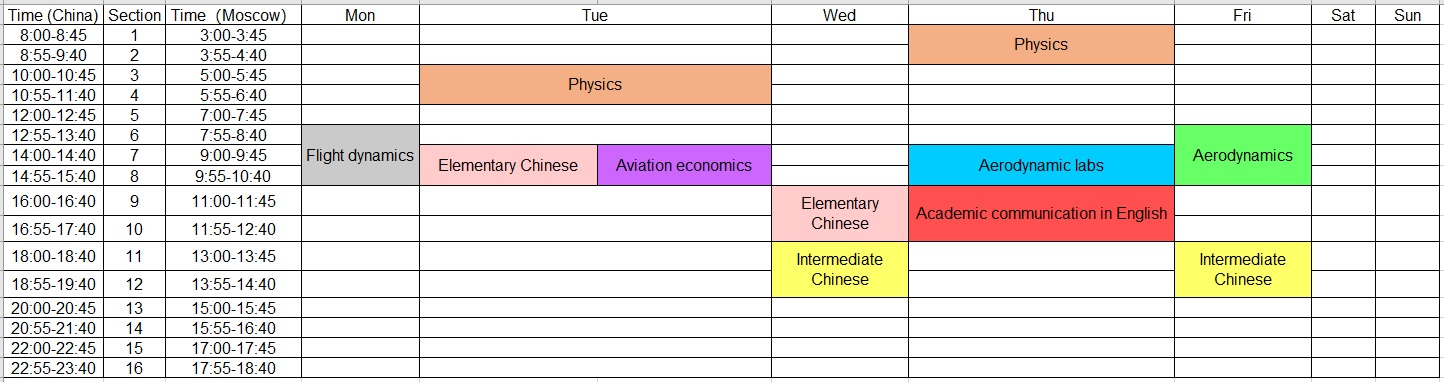 Time (China) Section Time (Moscow) Mon Tue Wed Thu Fri Sat Sun
8:00-8:45 1 3:00-3:45
Physics
8:55-9:40 2 3:55-4:40
10:00-10:45 3 5:00-5:45
Physics
10:55-11:40 4 5:55-6:40
12:00-12:45 5 7:00-7:45
12:55-13:40 6 7:55-8:40
14:00-14:40 7 9:00-9:45
Flight dynamics Elementary Chinese Aviation economics Aerodynamic labs Aerodynamics
14:55-15:40 8 9:55-10:40
16:00-16:40 9 11:00-11:45
Elementary
Chinese
Academic communication in English
16:55-17:40 10 11:55-12:40
18:00-18:40 11 13:00-13:45
Intermediate
Chinese
Intermediate
Chinese
18:55-19:40 12 13:55-14:40
20:00-20:45 13 15:00-15:45
20:55-21:40 14 15:55-16:40
22:00-22:45 15 17:00-17:45
22:55-23:40 16 17:55-18:40